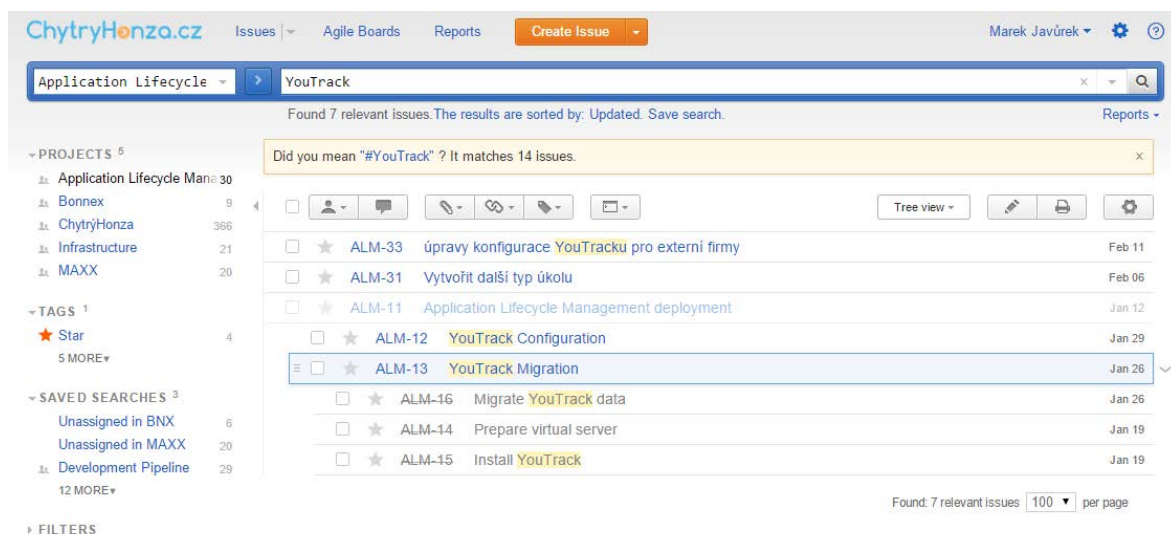 ChytryHonza.cz Issues Agile Boards Reports Create Issue Marek Javůrek
Application Lifecycle YouTrack
Found 7 relevant issues.The results are sorted by: Updated. Save search. Reports
Did you mean "#YouTrack" ? It matches 14 issues.
PROJECTS 5
Application Lifecycle Mana 30
Bonnex 9
ChytrýHonza 366
Infrastructure 21
MAXX 20
TAGS 1
Star 4
5 MORE
SAVED SEARCHES 3
Unassigned in BNX 6
Unassigned in MAXX 20
Development Pipeline 29
12 MORE
FILTERS
Tree view
ALM-33 úpravy konfigurace YouTracku pro externí firmy Feb 11
ALM-31 Vytvořit další typ úkolu Feb 06
ALM-11 Application Lifecycle Management deployment Jan 12
ALM-12 YouTrack Configuration Jan 29
ALM-13 YouTrack Migration Jan 26
ALM-16 Migrate YouTrack data Jan 26
ALM-14 Prepare virtual server Jan 19
ALM-15 Install YouTrack Jan 19
Found: 7 relevant issues 100 per page